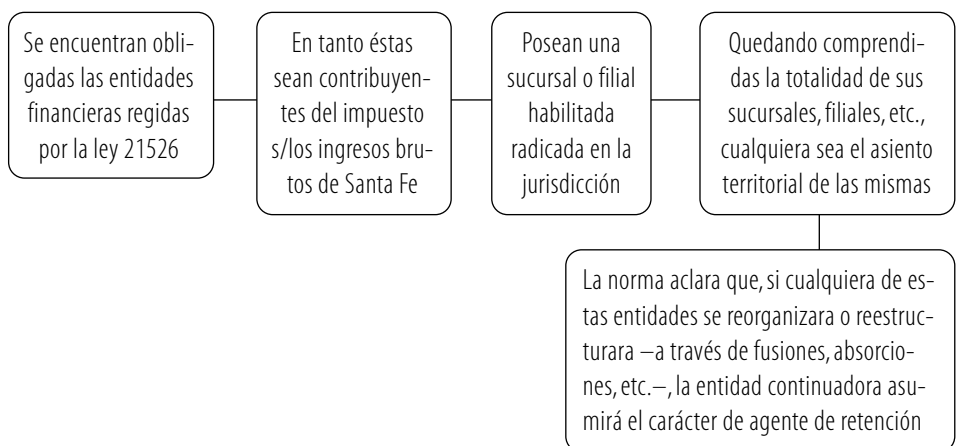 Se encuentran obli-
gadas las entidades
financieras regidas
por la ley 21526
En tanto éstas
sean contribuyen-
tes del impuesto
s/los ingresos bru-
tos de Santa Fe
Posean una
sucursal o filial
habilitada
radicada en la
jurisdicción
Quedando comprendi-
das la totalidad de sus
sucursales, filiales, etc.,
cualquiera sea el asiento
territorial de las mismas
La norma aclara que, si cualquiera de es-
tas entidades se reorganizara o reestruc-
turara –a través de fusiones, absorcio-
nes, etc.–, la entidad continuadora asu-
mirá el carácter de agente de retención